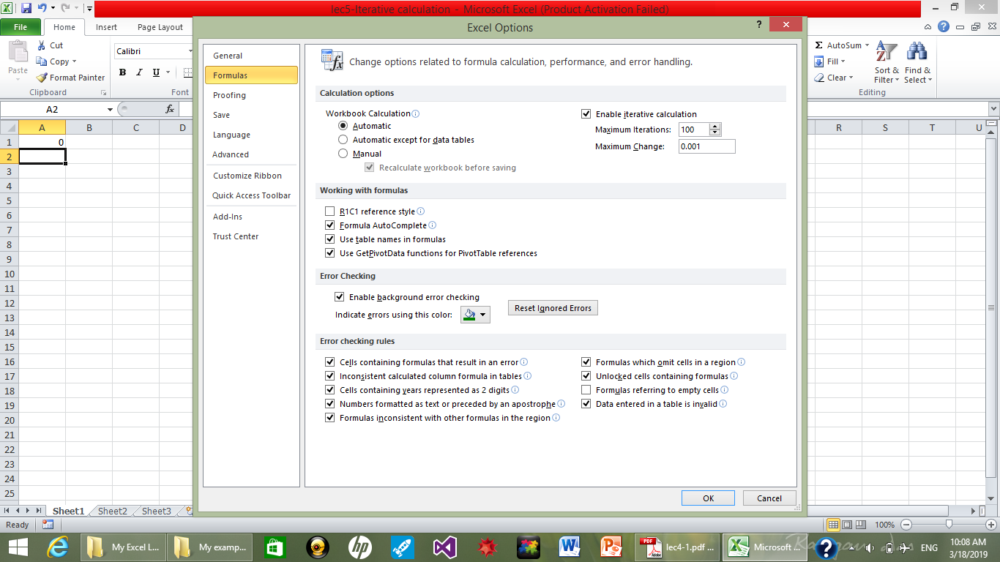 lec5-Iterative calculation - Microsoft Excel (Product Activation Failed)
File Home Insert Page Layout
Excel Options
?
Paste
Cut
Copy
Format Painter
Clipboard
Calibri
B I U
Font
Σ AutoSum
Fill
Clear
Sort & Filter
Find & Select
Editing
A2
fx
A B C D R S T U
1 0
2
3
4
5
6
7
8
9
10
11
12
13
14
15
16
17
18
19
20
21
22
23
24
25
General
Formulas
Proofing
Save
Language
Advanced
Customize Ribbon
Quick Access Toolbar
Add-Ins
Trust Center
Change options related to formula calculation, performance, and error handling.
Calculation options
Workbook Calculation
Automatic
Automatic except for data tables
Manual
Recalculate workbook before saving
Enable iterative calculation
Maximum Iterations: 100
Maximum Change: 0.001
Working with formulas
R1C1 reference style
Formula AutoComplete
Use table names in formulas
Use GetPivotData functions for PivotTable references
Error Checking
Enable background error checking
Indicate errors using this color:
Reset Ignored Errors
Error checking rules
Cells containing formulas that result in an error
Inconsistent calculated column formula in tables
Cells containing years represented as 2 digits
Numbers formatted as text or preceded by an apostrophe
Formulas inconsistent with other formulas in the region
Formulas which omit cells in a region
Unlocked cells containing formulas
Formulas referring to empty cells
Data entered in a table is invalid
OK Cancel
Sheet1 Sheet2 Sheet3
Ready
100%
My Excel L...
My examp...
hp
lec4-1.pdf ...
Microsoft ...
ENG
10:08 AM
3/18/2019